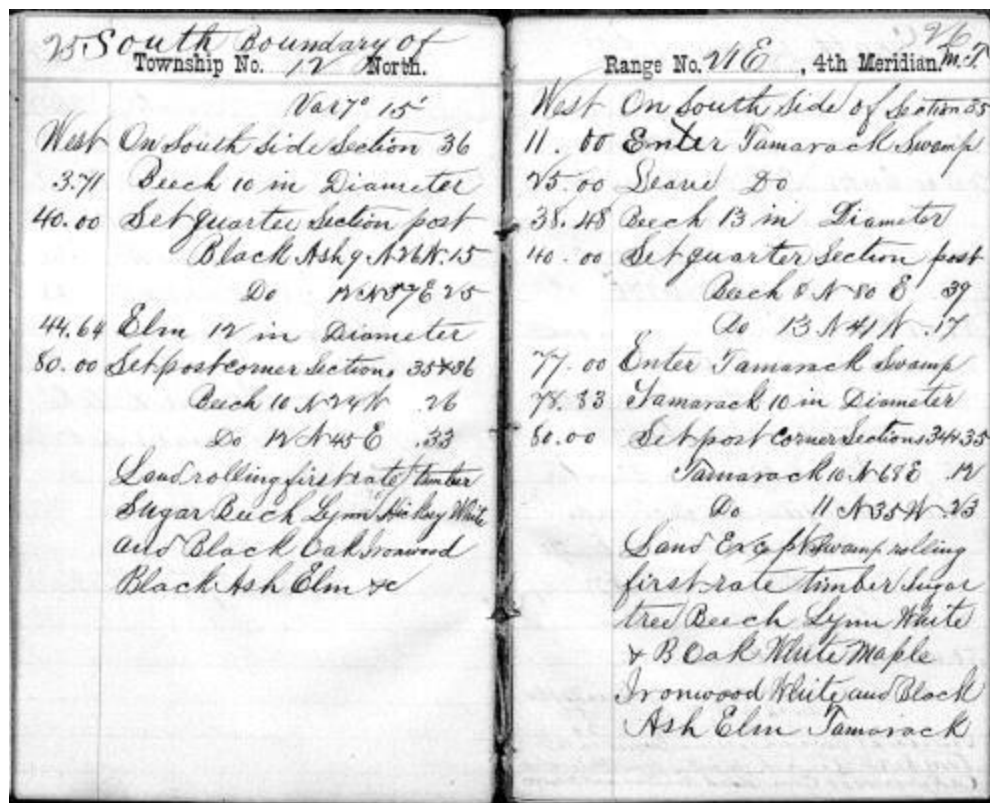 25 South Boundary of
Township No. 12 North.
Var 7° 15'
West On South Side Section 36
3.71 Beech 10 in Diameter
40.00 Set quarter Section post
Black Ash 9 N 26 W. 15
Do 12 N 57 E 25
44.64 Elm 12 in Diameter
80.00 Set post corner Sections 35 & 36
Beech 10 N 24 W .26
Do 12 N 45 E .33
Land rolling first rate timber
Sugar Beech Lynn Hickory White
and Black Oak Ironwood
Black Ash Elm &c
26
Range No. 21 E, 4th Meridian. M.T.
West On South Side of Section 35
11.00 Enter Tamarack Swamp
25.00 Leave Do
38.48 Beech 13 in Diameter
40.00 Set quarter Section post
Beech 8 N 80 E .39
Do 13 N 41 W .17
77.00 Enter Tamarack Swamp
78.33 Tamarack 10 in Diameter
80.00 Set post Corner Sections 34 & 35
Tamarack 10 N 68 E .12
Do 11 N 35 W .23
Land Except Swamp rolling
first rate timber Sugar
tree Beech Lynn White
& B Oak White Maple
Ironwood White and Black
Ash Elm Tamarack